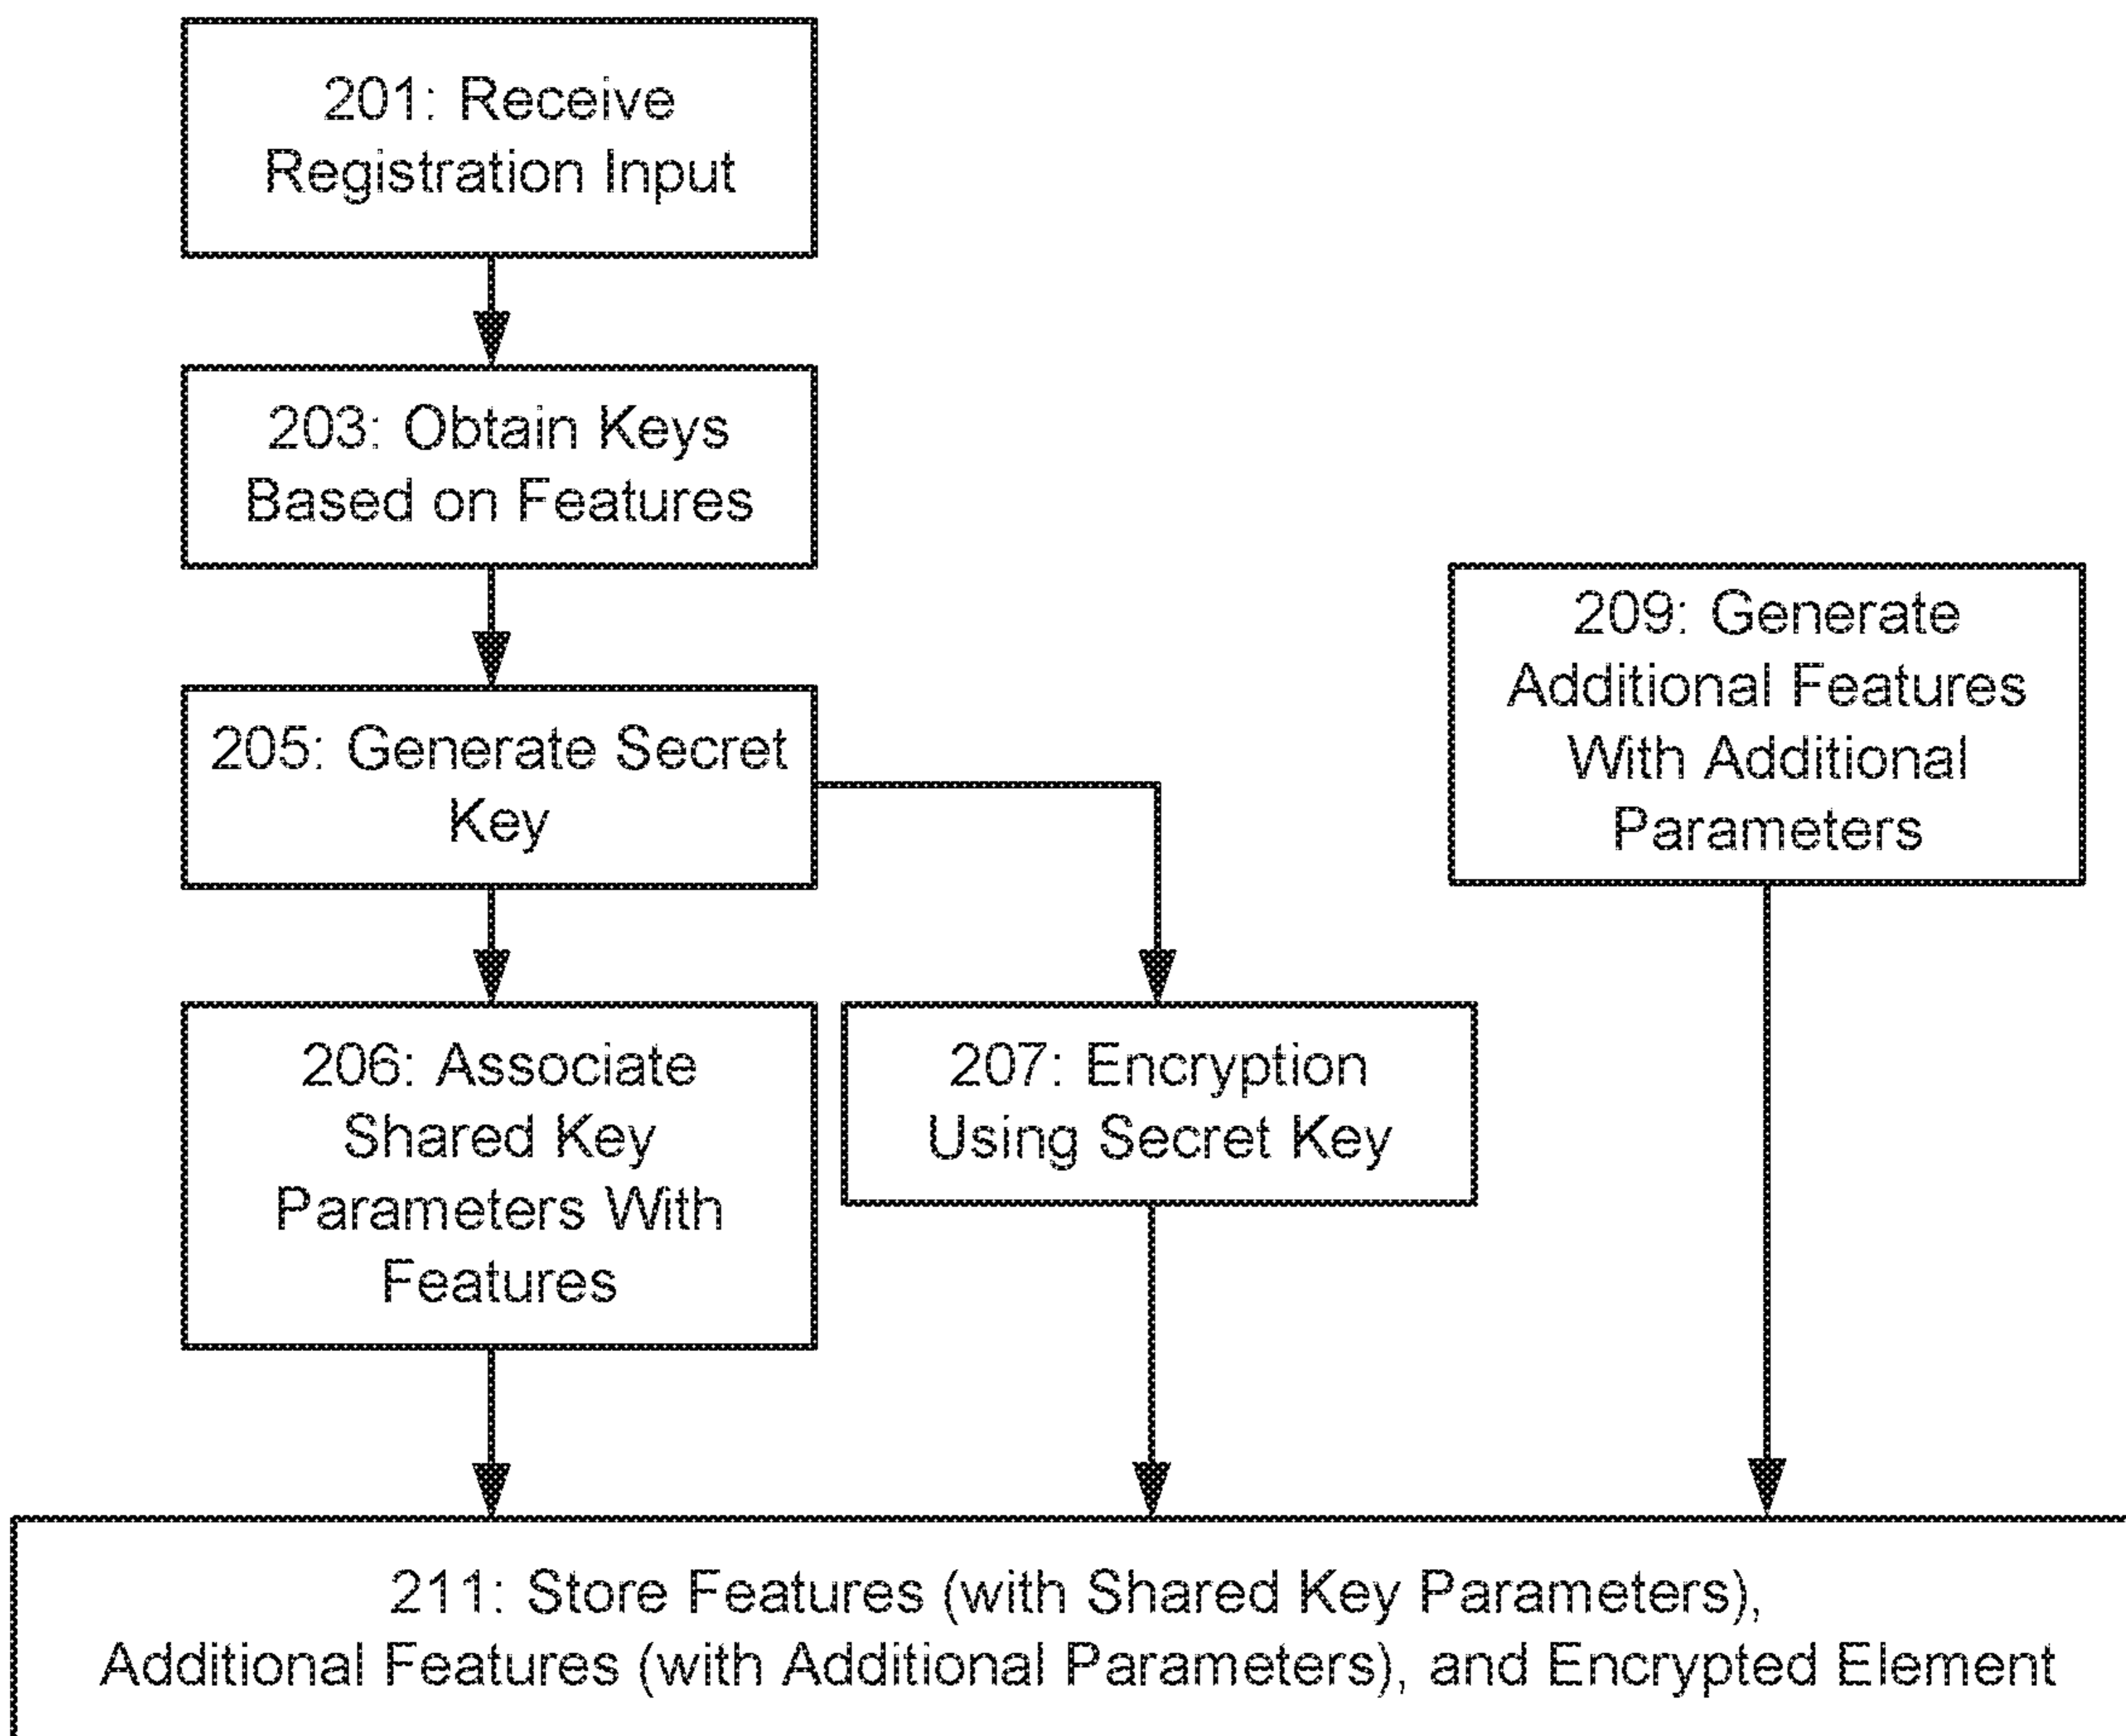 201: Receive
Registration Input
203: Obtain Keys
Based on Features
205: Generate Secret
Key
209: Generate
Additional Features
With Additional
Parameters
206: Associate
Shared Key
Parameters With
Features
207: Encryption
Using Secret Key
211: Store Features (with Shared Key Parameters),
Additional Features (with Additional Parameters), and Encrypted Element